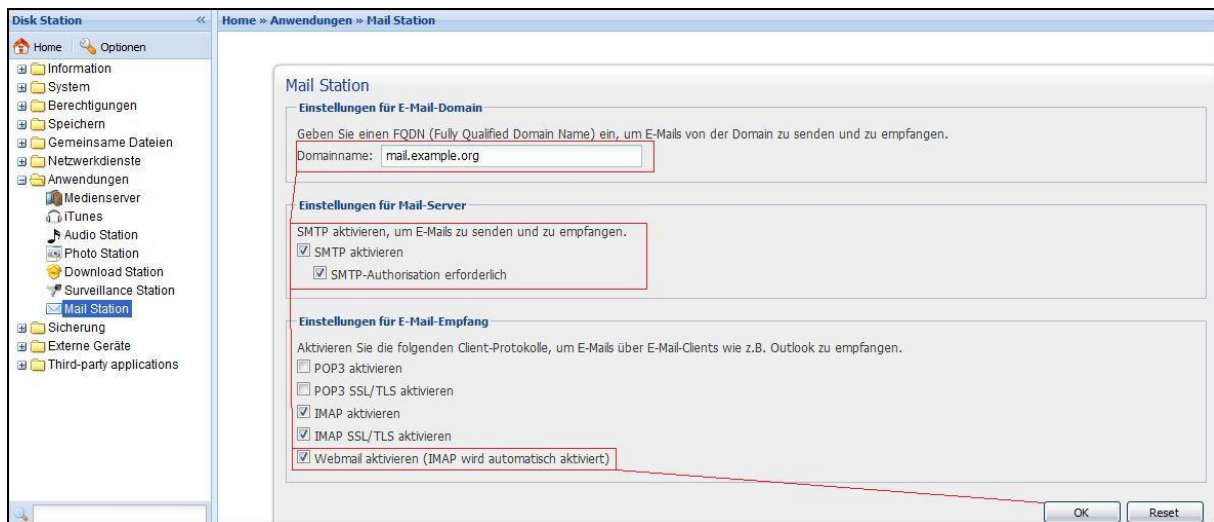 Disk Station «
Home Optionen
Information
System
Berechtigungen
Speichern
Gemeinsame Dateien
Netzwerkdienste
Anwendungen
Medienserver
iTunes
Audio Station
Photo Station
Download Station
Surveillance Station
Mail Station
Sicherung
Externe Geräte
Third-party applications
Home » Anwendungen » Mail Station
Mail Station
Einstellungen für E-Mail-Domain
Geben Sie einen FQDN (Fully Qualified Domain Name) ein, um E-Mails von der Domain zu senden und zu empfangen.
Domainname: mail.example.org
Einstellungen für Mail-Server
SMTP aktivieren, um E-Mails zu senden und zu empfangen.
SMTP aktivieren
SMTP-Authorisation erforderlich
Einstellungen für E-Mail-Empfang
Aktivieren Sie die folgenden Client-Protokolle, um E-Mails über E-Mail-Clients wie z.B. Outlook zu empfangen.
POP3 aktivieren
POP3 SSL/TLS aktivieren
IMAP aktivieren
IMAP SSL/TLS aktivieren
Webmail aktivieren (IMAP wird automatisch aktiviert)
OK Reset